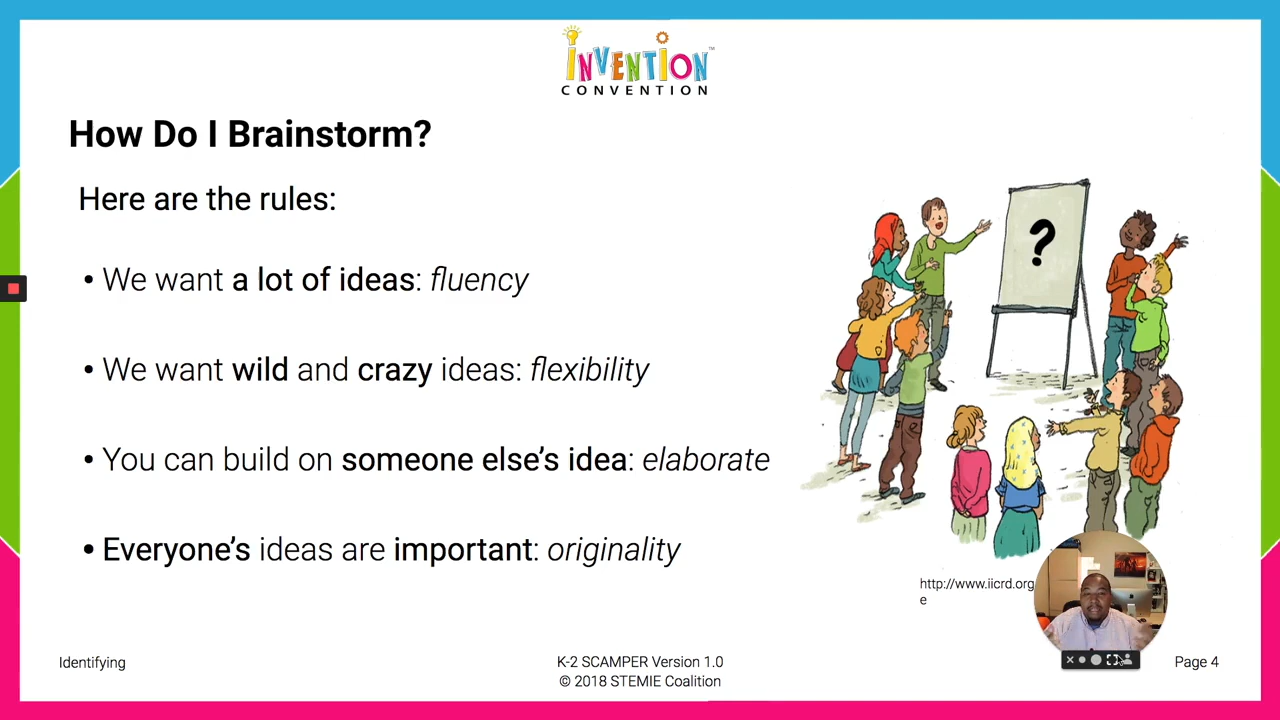 INVENTION™
CONVENTION
How Do I Brainstorm?
Here are the rules:
• We want a lot of ideas: fluency
• We want wild and crazy ideas: flexibility
• You can build on someone else’s idea: elaborate
• Everyone’s ideas are important: originality
?
http://www.iicrd.org
e
Identifying
K-2 SCAMPER Version 1.0
© 2018 STEMIE Coalition
Page 4